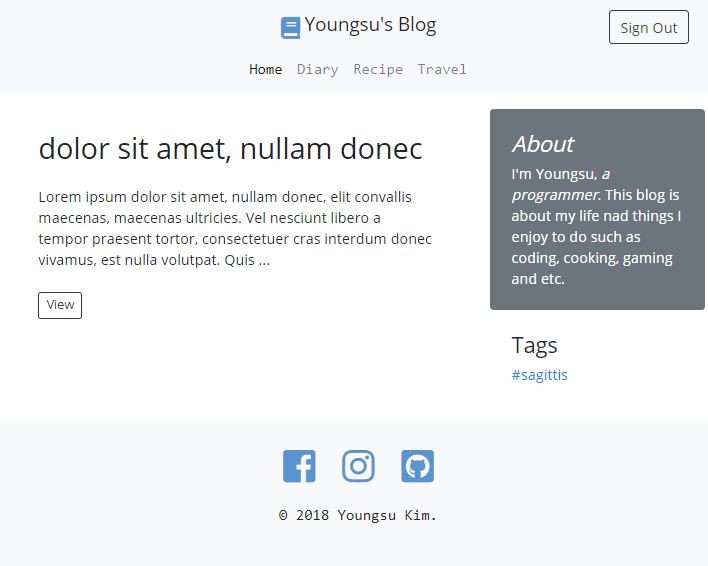 Youngsu's Blog
Sign Out
Home Diary Recipe Travel
dolor sit amet, nullam donec
Lorem ipsum dolor sit amet, nullam donec, elit convallis
maecenas, maecenas ultricies. Vel nesciunt libero a
tempor praesent tortor, consectetuer cras interdum donec
vivamus, est nulla volutpat. Quis ...
View
About
I'm Youngsu, a
programmer. This blog is
about my life nad things I
enjoy to do such as
coding, cooking, gaming
and etc.
Tags
#sagittis
© 2018 Youngsu Kim.